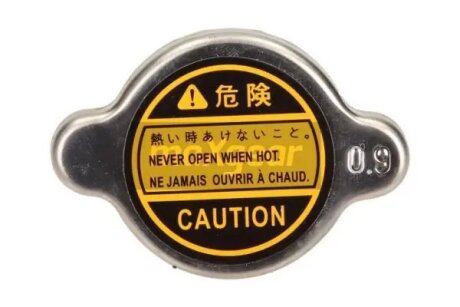 危険
熱い時あけないこと。
maxgear
NEVER OPEN WHEN HOT.
NE JAMAIS OUVRIR À CHAUD.
CAUTION
0.9